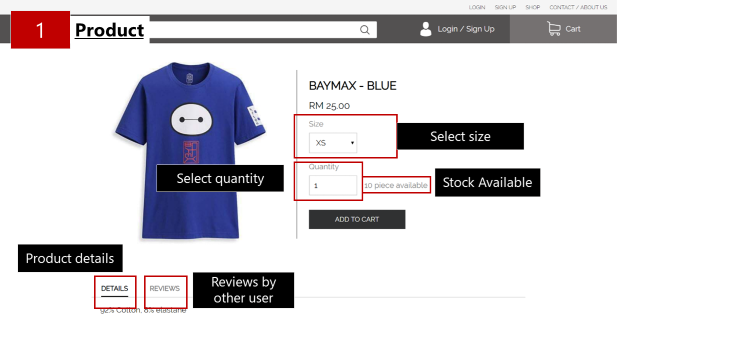 LOGIN SIGN UP SHOP CONTACT / ABOUT US
1 Product
Login / Sign Up
Cart
BAYMAX - BLUE
RM 25.00
Size
XS
Select size
Select quantity
Quantity
1
10 piece available
Stock Available
ADD TO CART
Product details
DETAILS
REVIEWS
Reviews by
other user
92% Cotton, 8% elastane